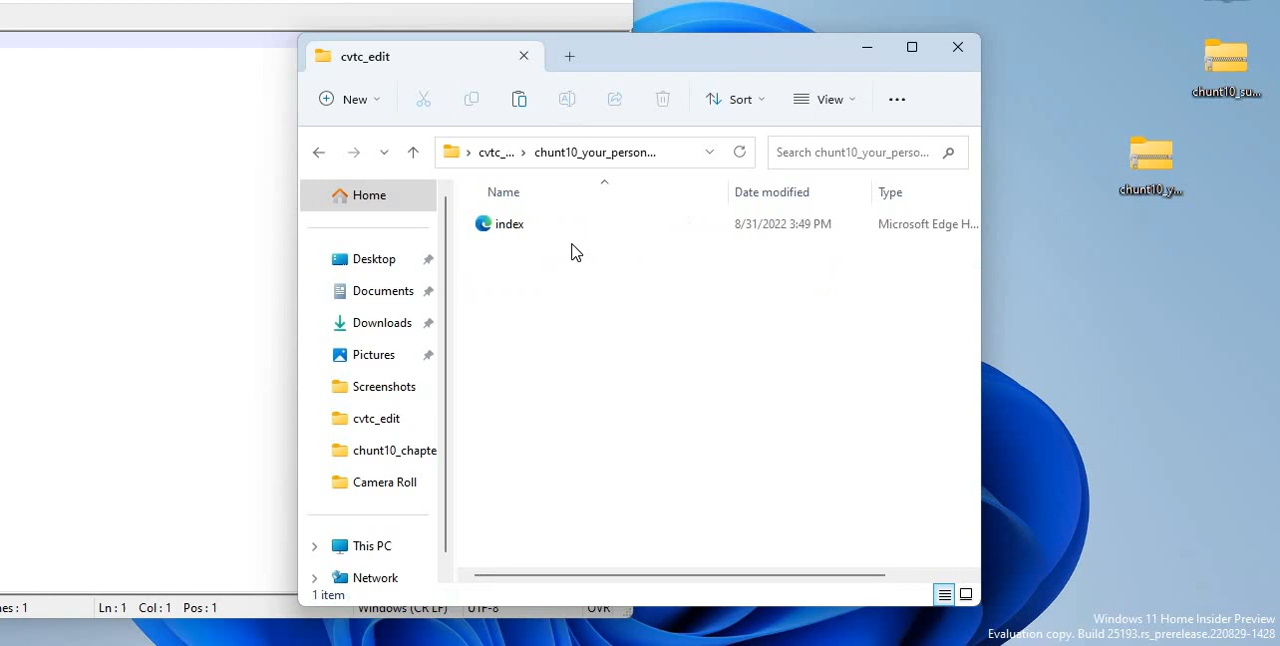 cvtc_edit
chunt10_su...
New
Sort
View
cvtc_... > chunt10_your_person...
Search chunt10_your_perso...
chunt10_y...
Home
Name
Date modified
Type
index
8/31/2022 3:49 PM
Microsoft Edge H...
Desktop
Documents
Downloads
Pictures
Screenshots
cvtc_edit
chunt10_chapte
Camera Roll
This PC
Network
1 item
nes : 1
Ln : 1 Col : 1 Pos : 1
Windows (CR LF)
UTF-8
OVR
Windows 11 Home Insider Preview
Evaluation copy. Build 25193.rs_prerelease.220829-1428